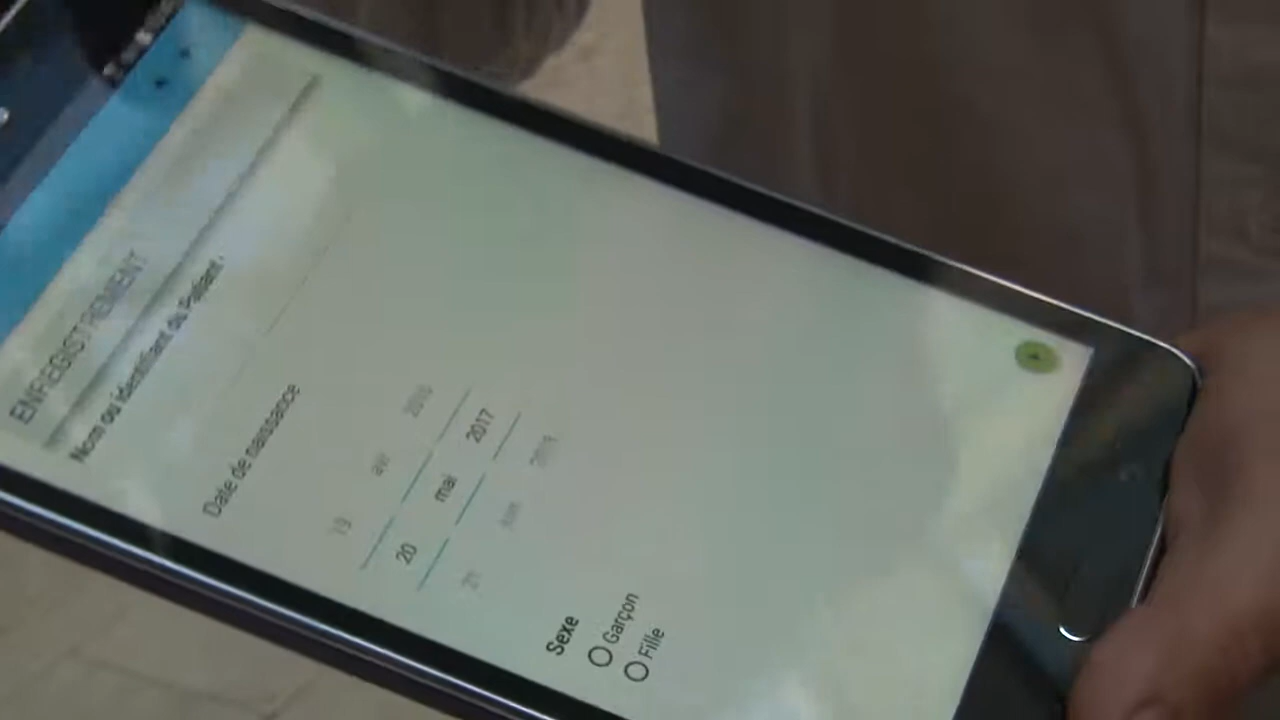 ENREGISTREMENT
Nom ou identifiant du Patient :
Date de naissance
19 avr 2016
20 mai 2017
21 juin 2018
Sexe
Garçon
Fille